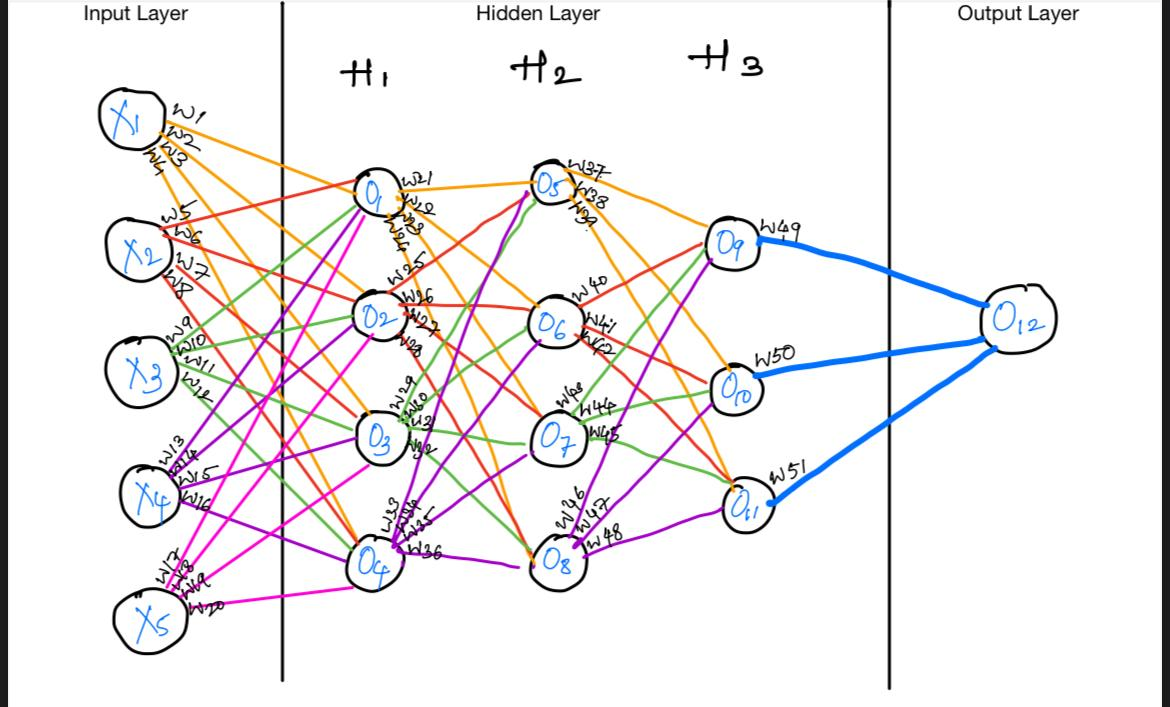 Input Layer
Hidden Layer
Output Layer
H1
H2
H3
X1
W1
W2
W3
W4
X2
W5
W6
W7
W8
X3
W9
W10
W11
W12
X4
W13
W14
W15
W16
X5
W17
W18
W19
W20
O1
W21
W22
W23
W24
O2
W25
W26
W27
W28
O3
W29
W30
W31
W32
O4
W33
W34
W35
W36
O5
W37
W38
W39
O6
W40
W41
W42
O7
W43
W44
W45
O8
W46
W47
W48
O9
W49
O10
W50
O11
W51
O12